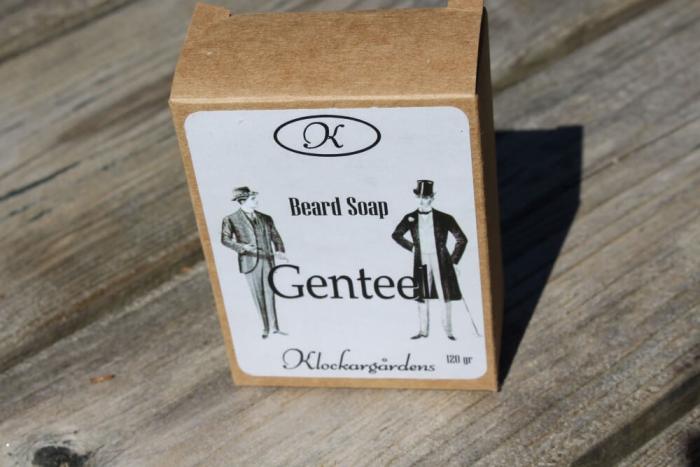 K
Beard Soap
Genteel
Klockargårdens
120 gr